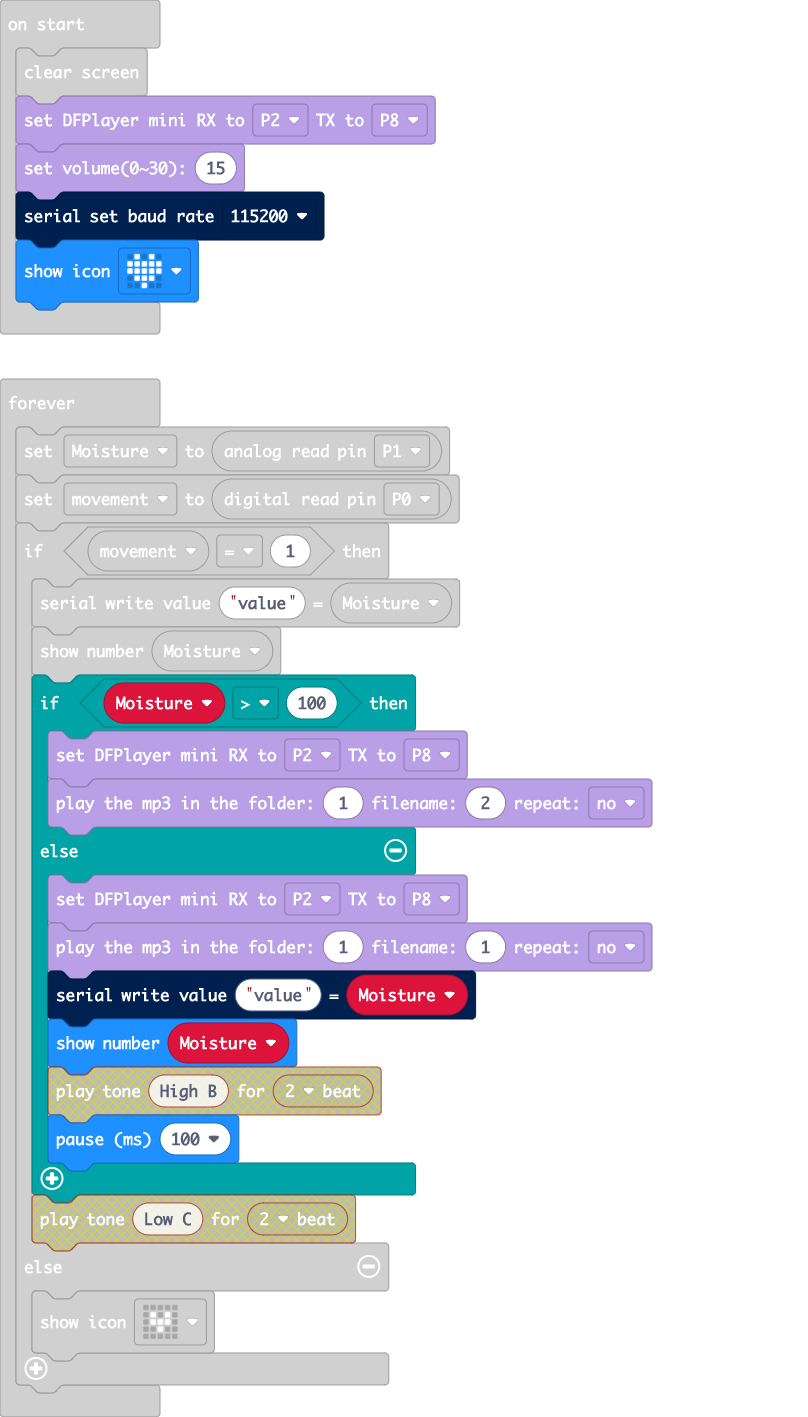 on start
clear screen
set DFPlayer mini RX to P2 TX to P8
set volume(0~30): 15
serial set baud rate 115200
show icon
forever
set Moisture to analog read pin P1
set movement to digital read pin P0
if movement = 1 then
serial write value "value" = Moisture
show number Moisture
if Moisture > 100 then
set DFPlayer mini RX to P2 TX to P8
play the mp3 in the folder: 1 filename: 2 repeat: no
else
set DFPlayer mini RX to P2 TX to P8
play the mp3 in the folder: 1 filename: 1 repeat: no
serial write value "value" = Moisture
show number Moisture
play tone High B for 2 beat
pause (ms) 100
play tone Low C for 2 beat
else
show icon